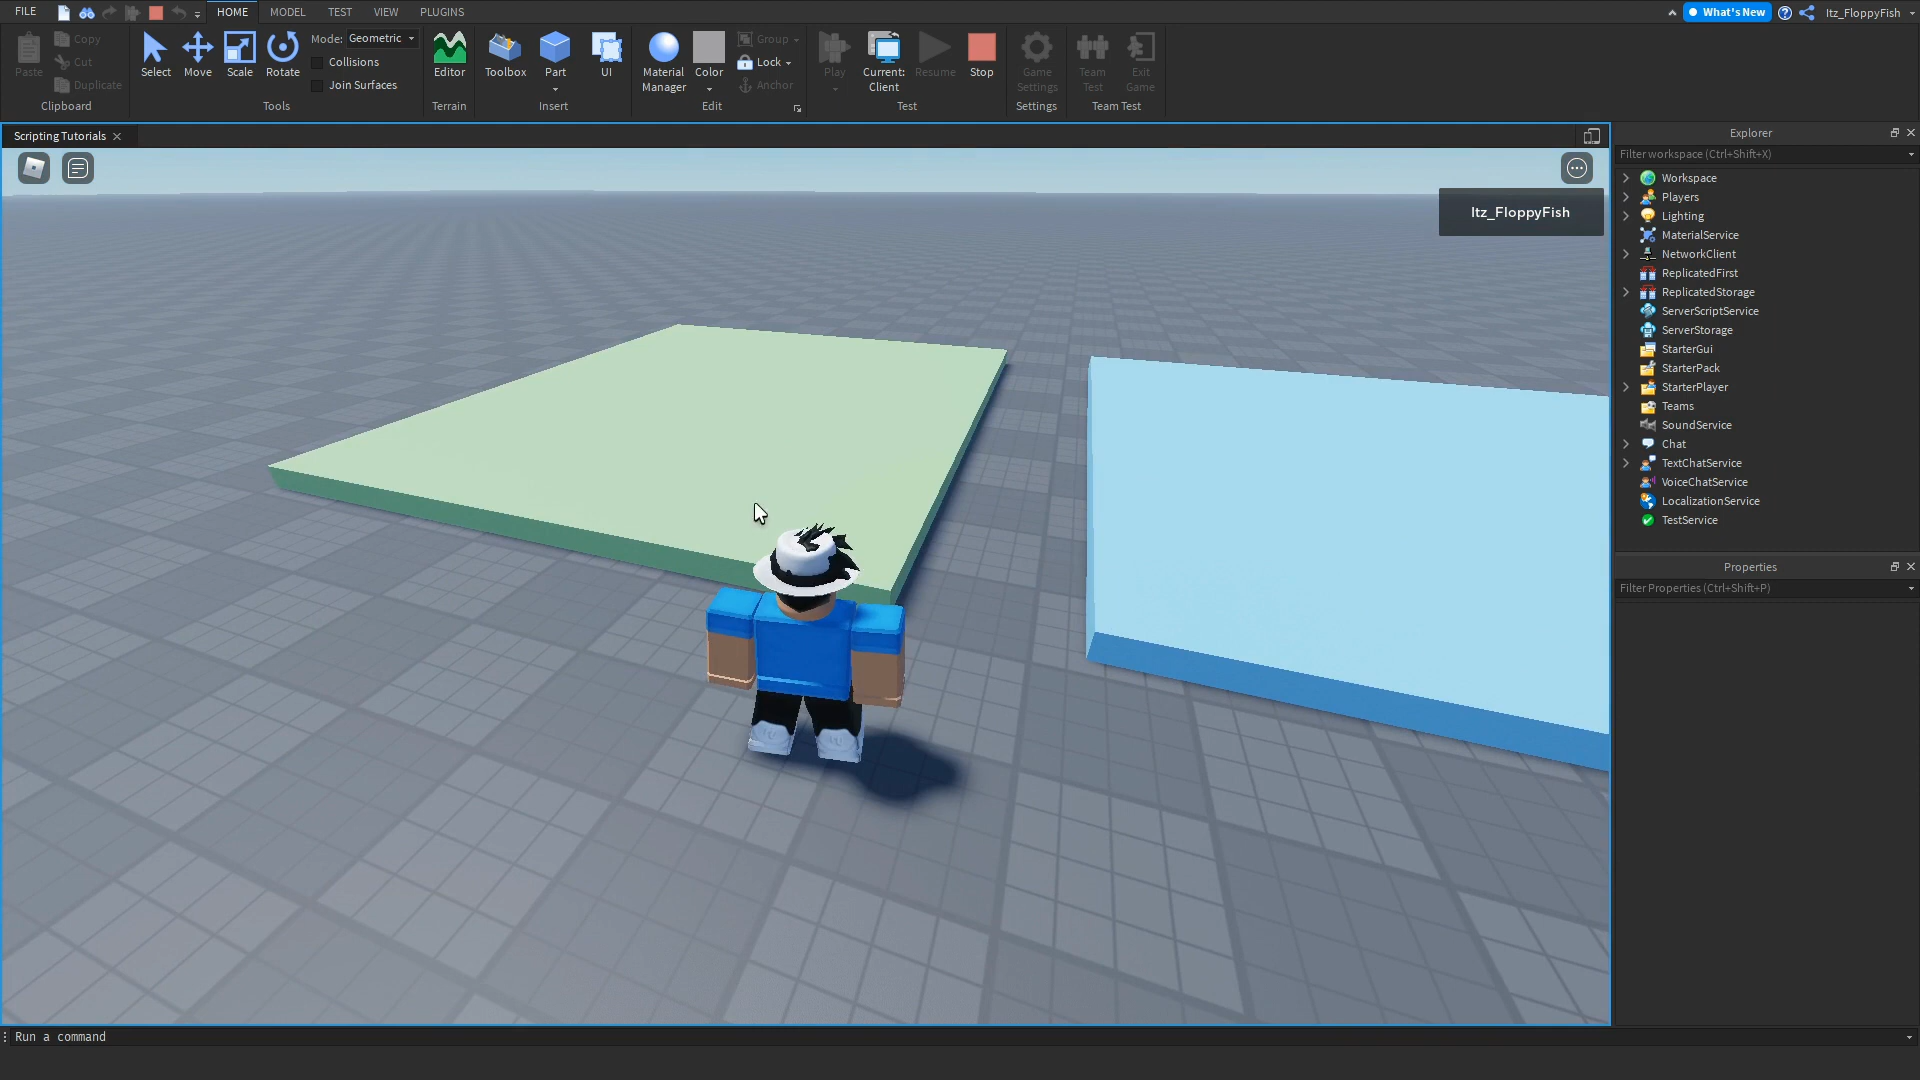 FILE HOME MODEL TEST VIEW PLUGINS What's New Itz_FloppyFish
Paste Copy Cut Duplicate
Clipboard
Select Move Scale Rotate Mode: Geometric
Collisions
Join Surfaces
Tools
Editor
Terrain
Toolbox Part UI
Insert
Material Manager Color Group Lock Anchor
Edit
Play Current: Client Resume Stop
Test
Game Settings
Settings
Team Test Exit Game
Team Test
Scripting Tutorials
Itz_FloppyFish
Explorer
Filter workspace (Ctrl+Shift+X)
Workspace
Players
Lighting
MaterialService
NetworkClient
ReplicatedFirst
ReplicatedStorage
ServerScriptService
ServerStorage
StarterGui
StarterPack
StarterPlayer
Teams
SoundService
Chat
TextChatService
VoiceChatService
LocalizationService
TestService
Properties
Filter Properties (Ctrl+Shift+P)
Run a command